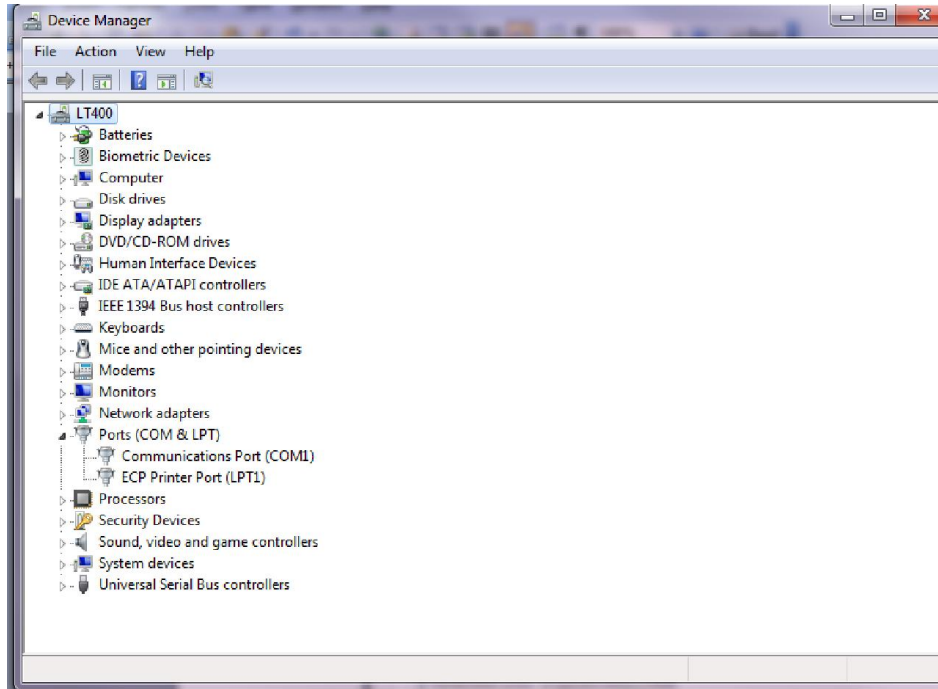 Device Manager
File Action View Help
LT400
Batteries
Biometric Devices
Computer
Disk drives
Display adapters
DVD/CD-ROM drives
Human Interface Devices
IDE ATA/ATAPI controllers
IEEE 1394 Bus host controllers
Keyboards
Mice and other pointing devices
Modems
Monitors
Network adapters
Ports (COM & LPT)
Communications Port (COM1)
ECP Printer Port (LPT1)
Processors
Security Devices
Sound, video and game controllers
System devices
Universal Serial Bus controllers